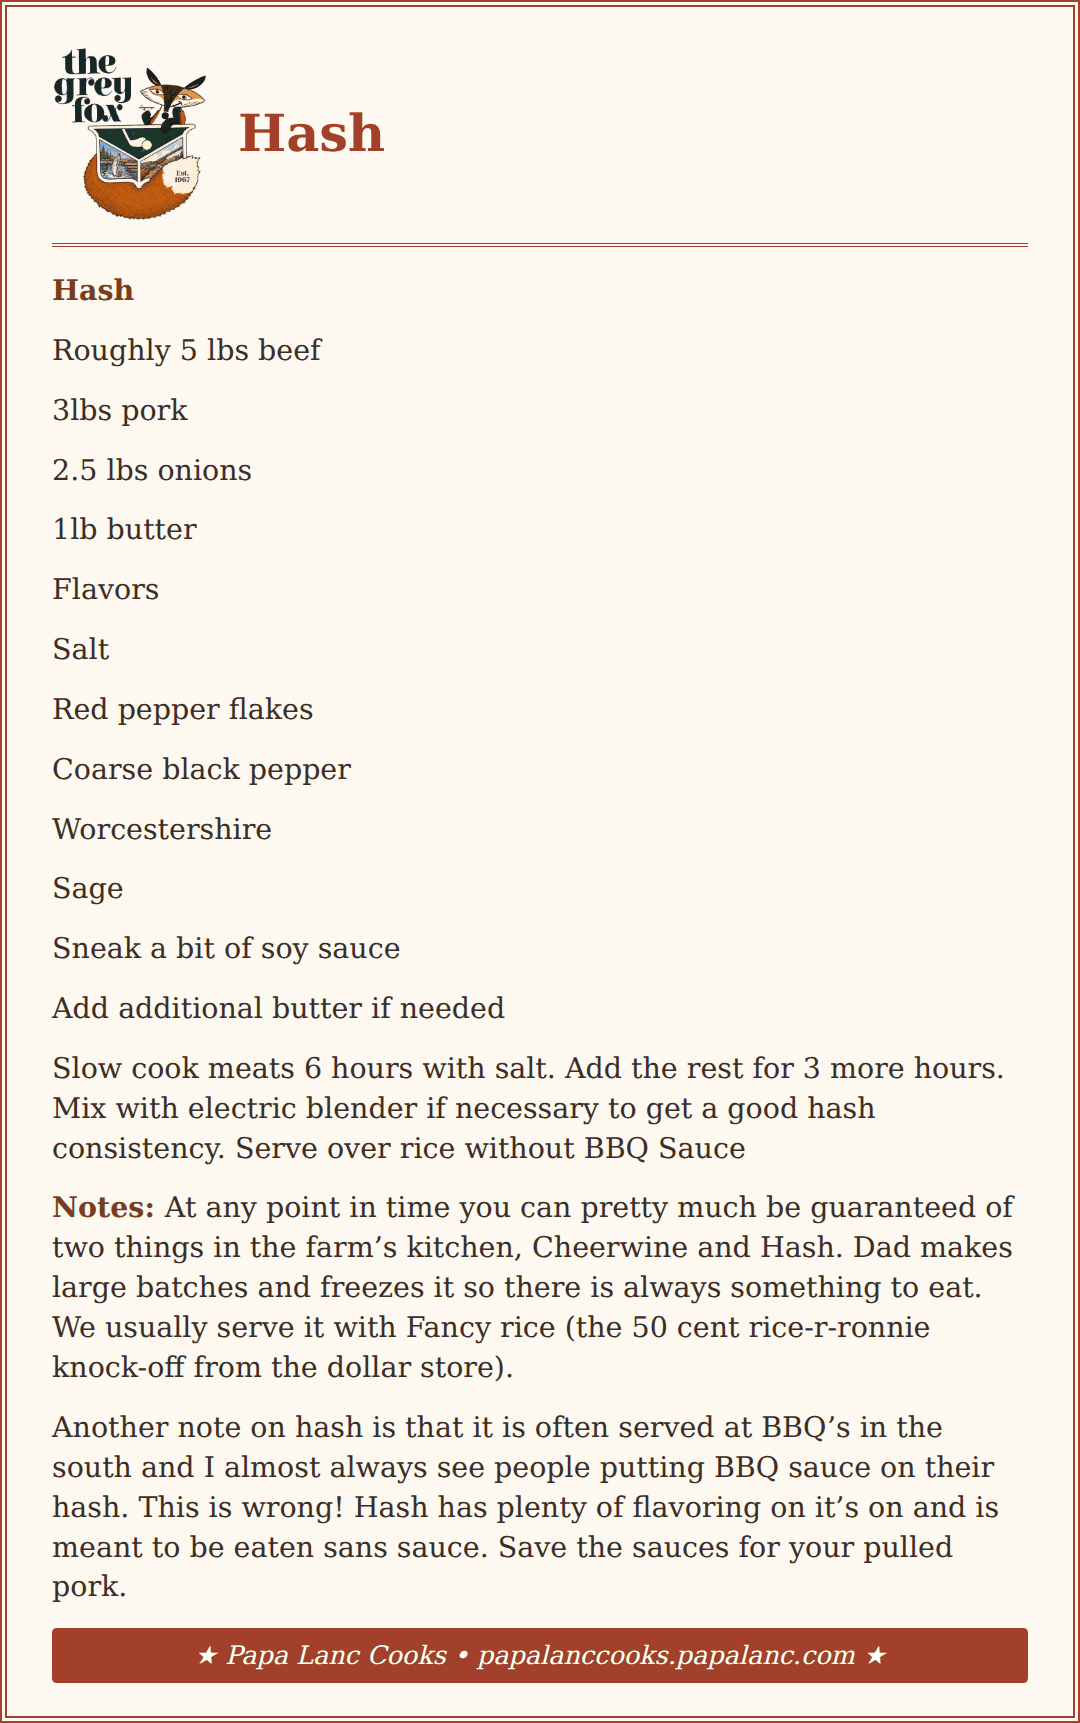 the
grey
fox
Est.
1967
Hash
Hash
Roughly 5 lbs beef
3lbs pork
2.5 lbs onions
1lb butter
Flavors
Salt
Red pepper flakes
Coarse black pepper
Worcestershire
Sage
Sneak a bit of soy sauce
Add additional butter if needed
Slow cook meats 6 hours with salt. Add the rest for 3 more hours.
Mix with electric blender if necessary to get a good hash
consistency. Serve over rice without BBQ Sauce
Notes: At any point in time you can pretty much be guaranteed of
two things in the farm’s kitchen, Cheerwine and Hash. Dad makes
large batches and freezes it so there is always something to eat.
We usually serve it with Fancy rice (the 50 cent rice-r-ronnie
knock-off from the dollar store).
Another note on hash is that it is often served at BBQ’s in the
south and I almost always see people putting BBQ sauce on their
hash. This is wrong! Hash has plenty of flavoring on it’s on and is
meant to be eaten sans sauce. Save the sauces for your pulled
pork.
★ Papa Lanc Cooks • papalanccooks.papalanc.com ★